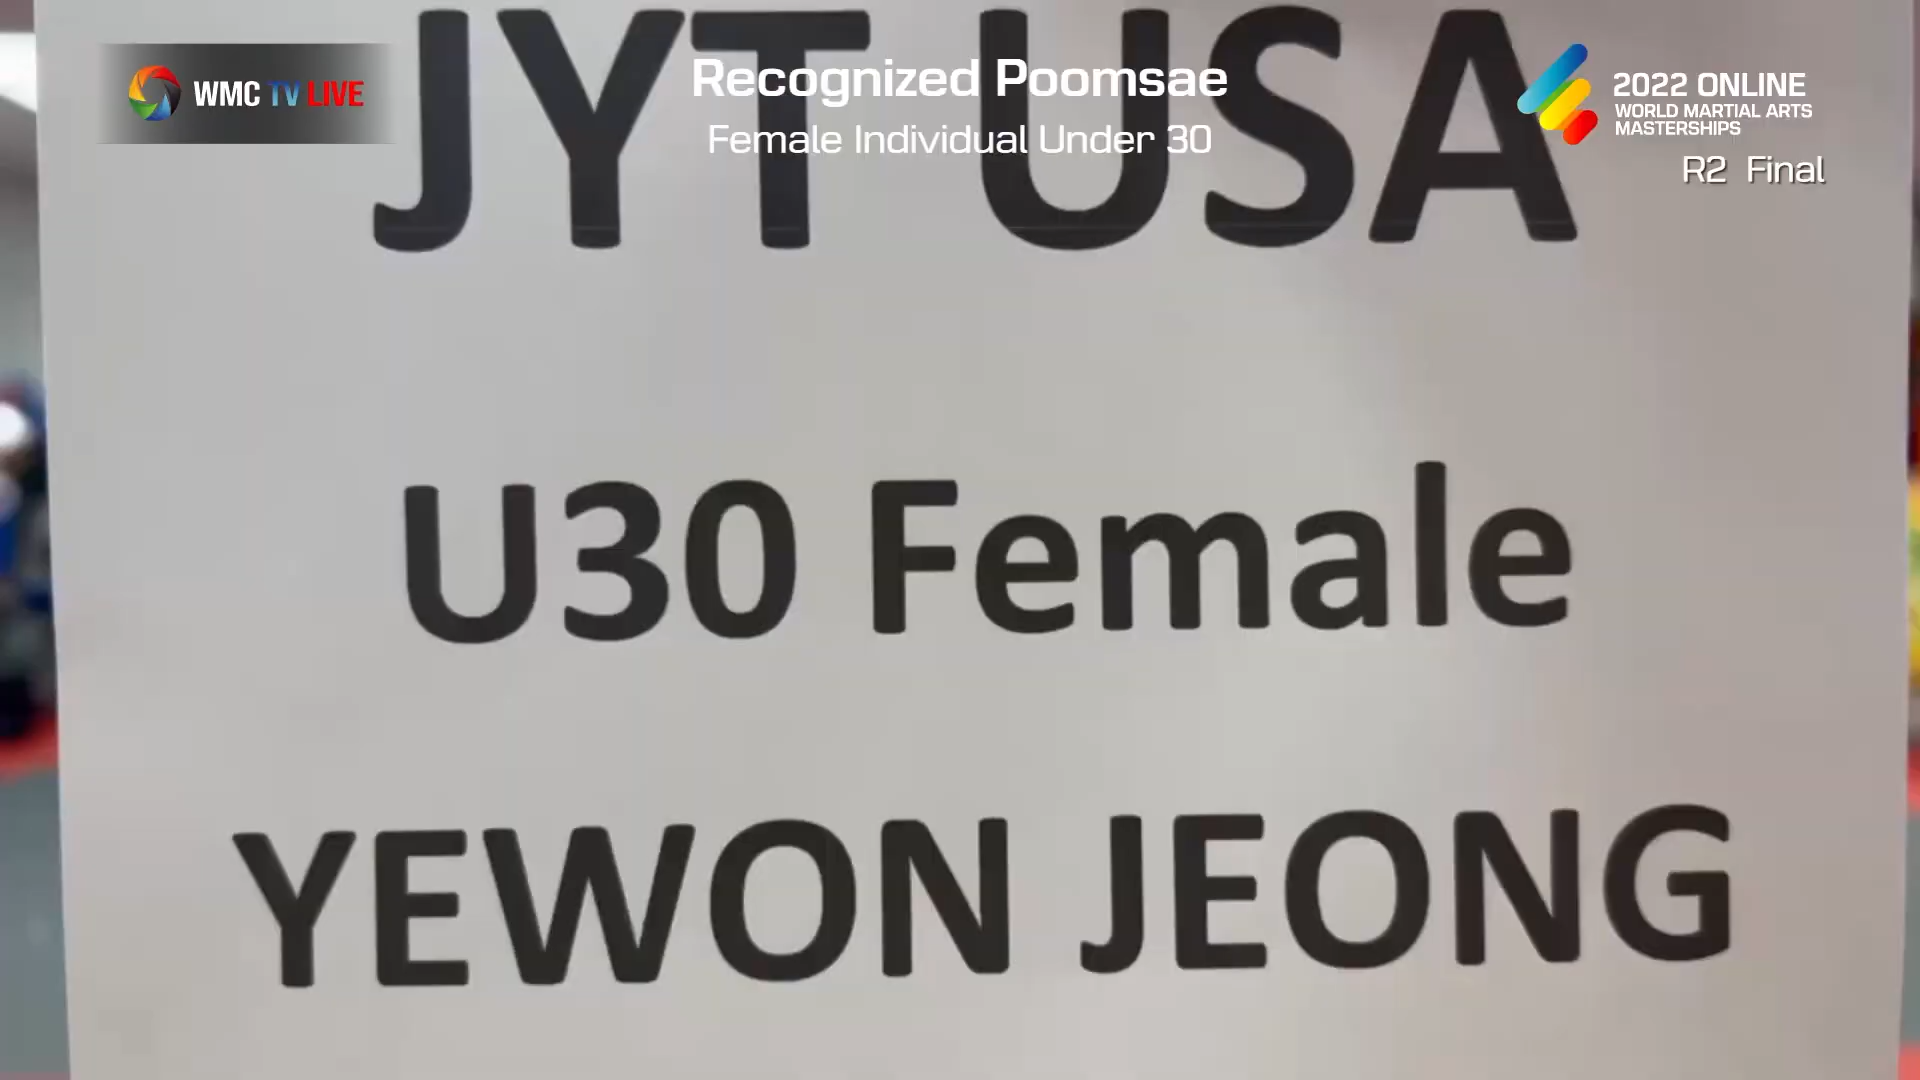 JYT USA
WMC TV LIVE
Recognized Poomsae
Female Individual Under 30
2022 ONLINE
WORLD MARTIAL ARTS
MASTERSHIPS
R2 Final
U30 Female
YEWON JEONG